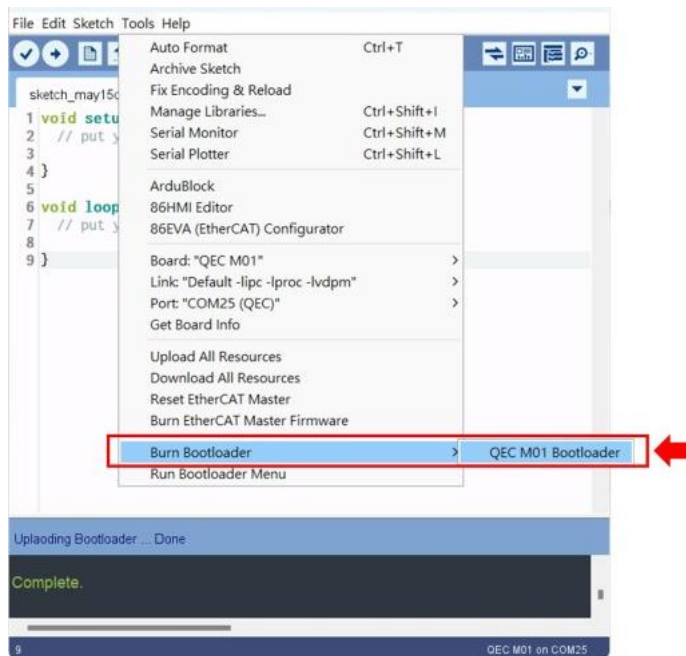 File Edit Sketch Tools Help
Auto Format Ctrl+T
Archive Sketch
Fix Encoding & Reload
Manage Libraries... Ctrl+Shift+I
Serial Monitor Ctrl+Shift+M
Serial Plotter Ctrl+Shift+L
ArduBlock
86HMI Editor
86EVA (EtherCAT) Configurator
Board: "QEC M01" >
Link: "Default -lipc -lproc -lvdpm" >
Port: "COM25 (QEC)" >
Get Board Info
Upload All Resources
Download All Resources
Reset EtherCAT Master
Burn EtherCAT Master Firmware
Burn Bootloader > QEC M01 Bootloader
Run Bootloader Menu
sketch_may15
1 void setu
2 // put y
3
4 }
5
6 void loop
7 // put y
8
9 }
Uplaoding Bootloader ... Done
Complete.
9 QEC M01 on COM25